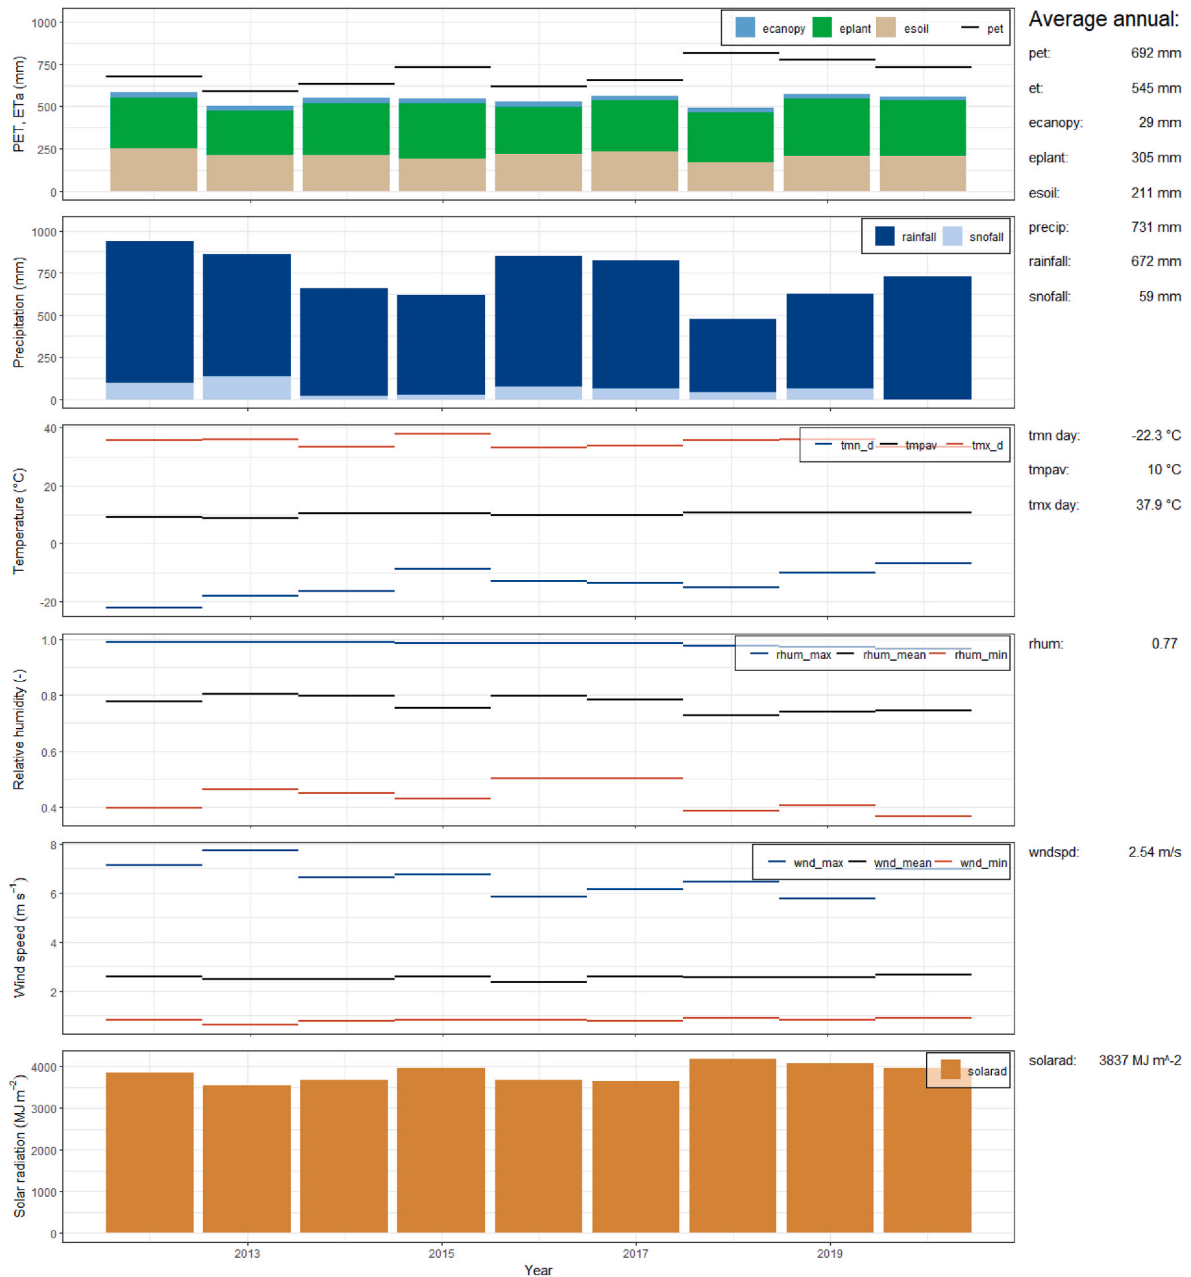 Average annual:
pet: 692 mm
et: 545 mm
ecanopy: 29 mm
eplant: 305 mm
esoil: 211 mm
precip: 731 mm
rainfall: 672 mm
snofall: 59 mm
tmn day: -22.3 °C
tmpav: 10 °C
tmx day: 37.9 °C
rhum: 0.77
wndspd: 2.54 m/s
solarad: 3837 MJ m^-2
PET, ETa (mm)
1000
750
500
250
0
ecanopy eplant esoil pet
Precipitation (mm)
1000
750
500
250
0
rainfall snofall
Temperature (°C)
40
20
0
-20
tmn_d tmpav tmx_d
Relative humidity (-)
1.0
0.8
0.6
0.4
rhum_max rhum_mean rhum_min
Wind speed (m s⁻¹)
8
6
4
2
wnd_max wnd_mean wnd_min
Solar radiation (MJ m⁻²)
4000
3000
2000
1000
0
solarad
2013 2015 2017 2019
Year